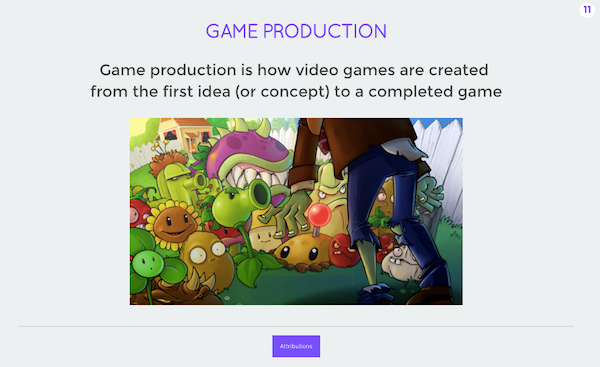 11
GAME PRODUCTION
Game production is how video games are created
from the first idea (or concept) to a completed game
Attributions